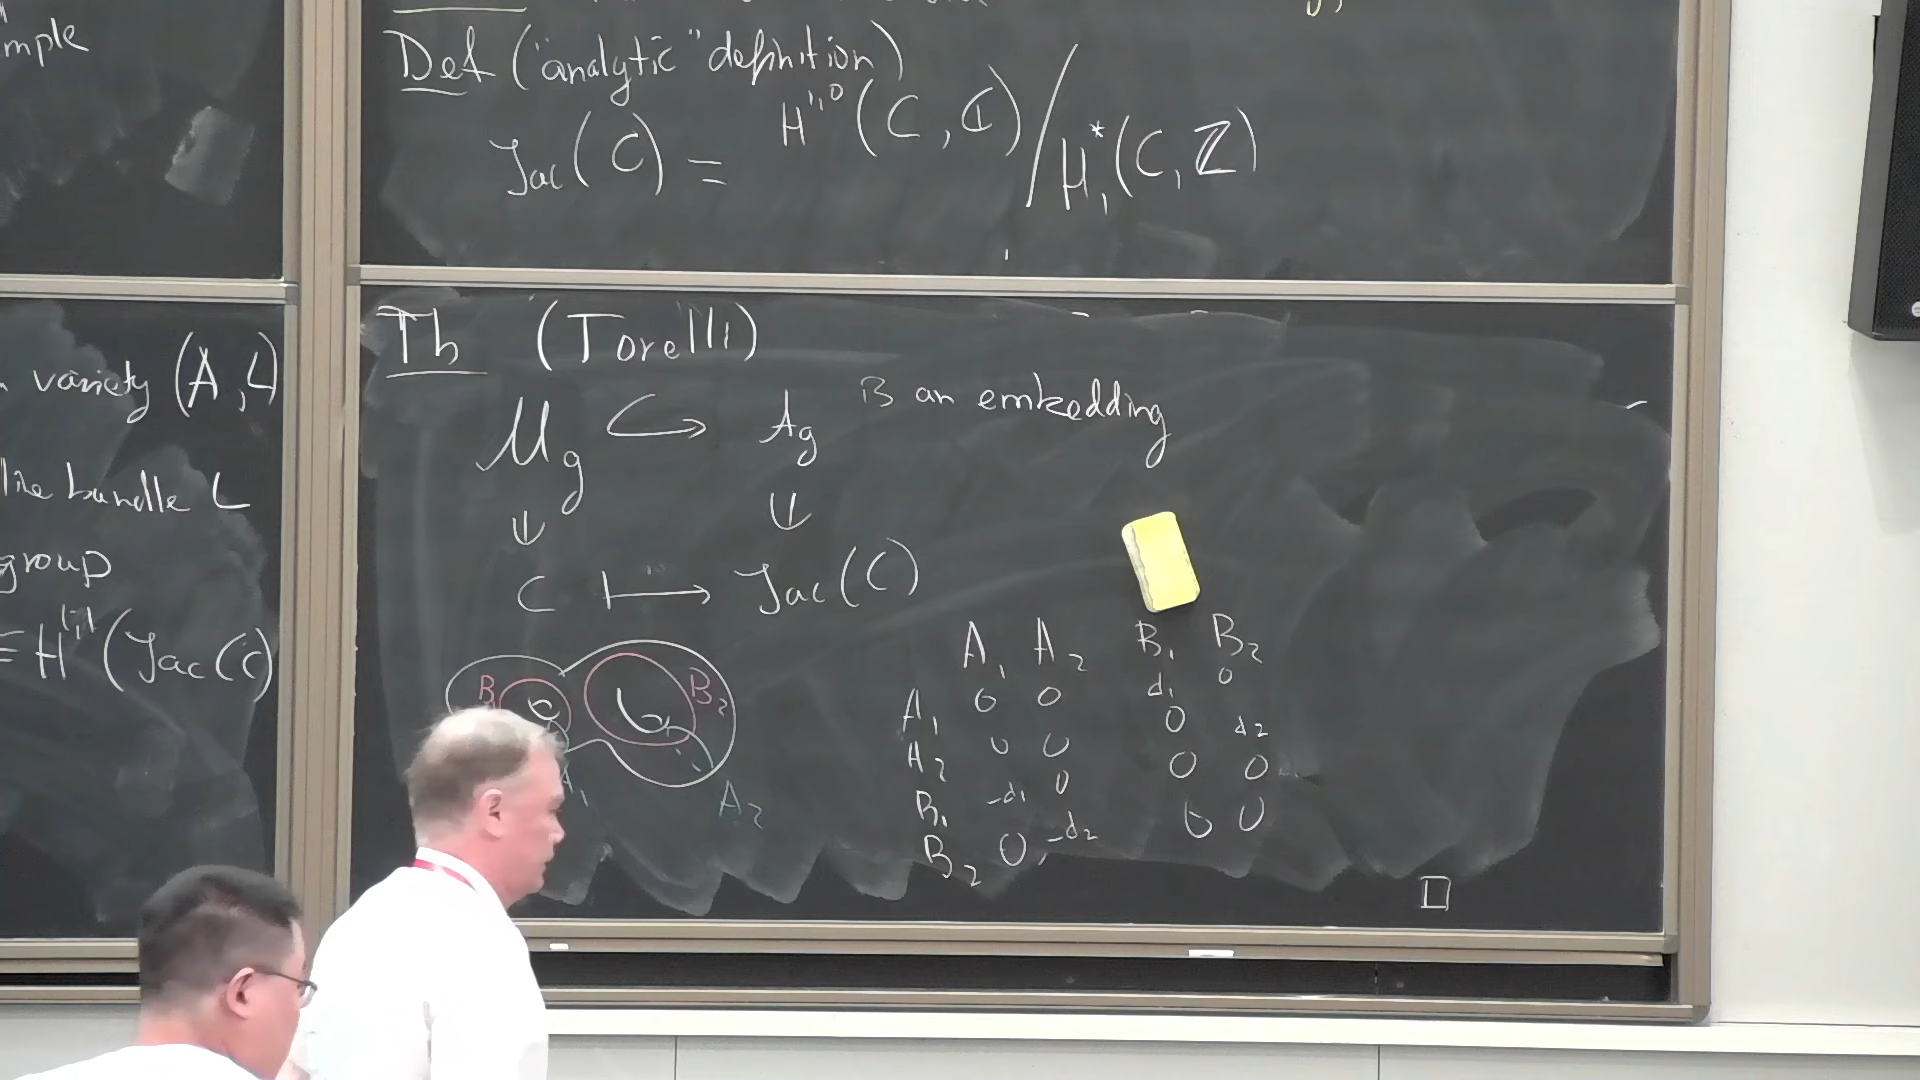 mple
variety (A, L)
line bundle L
group
= H^{1,1} (Jac(C)
Def ("analytic" definition)
Jac(C) = H^{1,0}(C, ℂ) / H_1^*(C, ℤ)
Th (Torelli)
M_g ↪ A_g is an embedding
C ↦ Jac(C)
B B_2
A_1 A_2
A_1 A_2 B_1 B_2
A_1 0 0 d_1 0
A_2 0 0 0 d_2
B_1 -d_1 0 0 0
B_2 0 -d_2 0 0
□